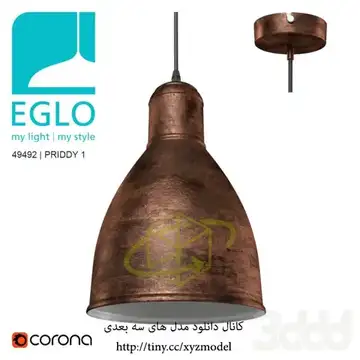 EGLO
my light | my style
49492 | PRIDDY 1
کانال دانلود مدل های سه بعدی
http://tiny.cc/xyzmodel
corona
3ddd